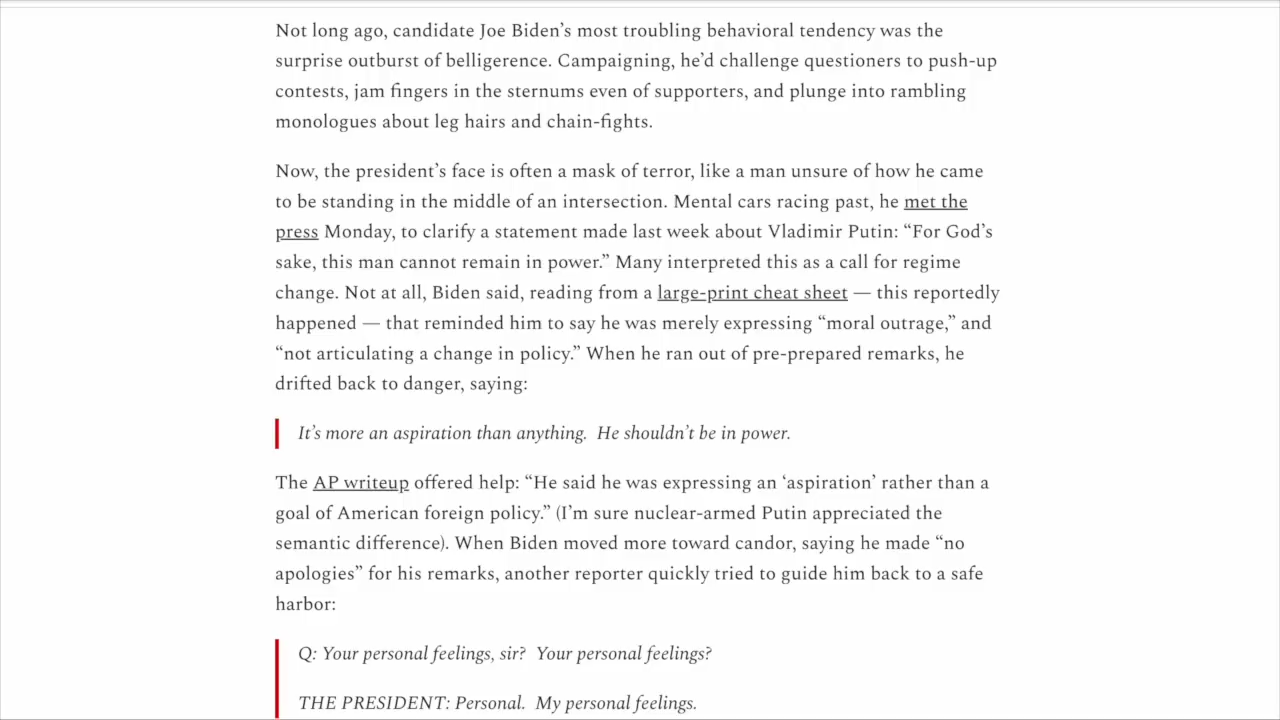 Not long ago, candidate Joe Biden’s most troubling behavioral tendency was the
surprise outburst of belligerence. Campaigning, he’d challenge questioners to push-up
contests, jam fingers in the sternums even of supporters, and plunge into rambling
monologues about leg hairs and chain-fights.
Now, the president’s face is often a mask of terror, like a man unsure of how he came
to be standing in the middle of an intersection. Mental cars racing past, he met the
press Monday, to clarify a statement made last week about Vladimir Putin: “For God’s
sake, this man cannot remain in power.” Many interpreted this as a call for regime
change. Not at all, Biden said, reading from a large-print cheat sheet — this reportedly
happened — that reminded him to say he was merely expressing “moral outrage,” and
“not articulating a change in policy.” When he ran out of pre-prepared remarks, he
drifted back to danger, saying:
It’s more an aspiration than anything.  He shouldn’t be in power.
The AP writeup offered help: “He said he was expressing an ‘aspiration’ rather than a
goal of American foreign policy.” (I’m sure nuclear-armed Putin appreciated the
semantic difference). When Biden moved more toward candor, saying he made “no
apologies” for his remarks, another reporter quickly tried to guide him back to a safe
harbor:
Q: Your personal feelings, sir?  Your personal feelings?
THE PRESIDENT: Personal.  My personal feelings.